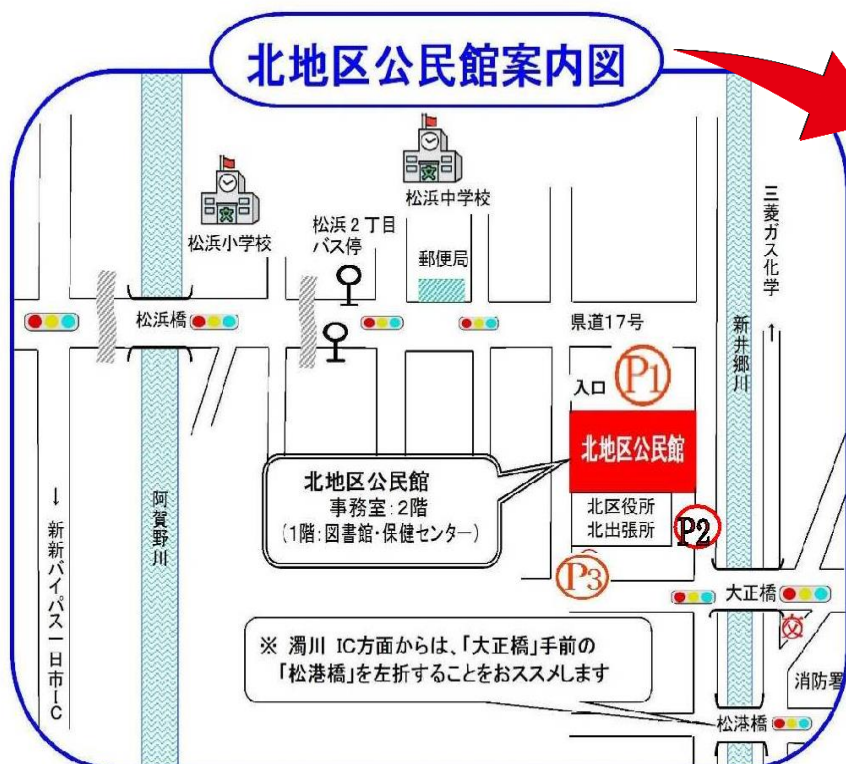 北地区公民館案内図
松浜中学校
松浜小学校
松浜2丁目
バス停
郵便局
三菱ガス化学
↑
松浜橋
県道17号
新井郷川
入口
P1
北地区公民館
北地区公民館
事務室:2階
(1階:図書館・保健センター)
北区役所
北出張所
P2
P3
阿賀野川
↓ 新新バイパス一日市IC
大正橋
※ 濁川 IC方面からは、「大正橋」手前の
「松港橋」を左折することをおススメします
消防署
松港橋